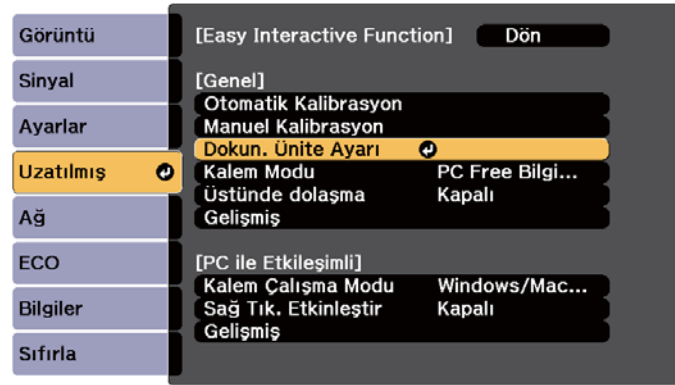 Görüntü
Sinyal
Ayarlar
Uzatılmış
Ağ
ECO
Bilgiler
Sıfırla
[Easy Interactive Function] Dön
[Genel]
Otomatik Kalibrasyon
Manuel Kalibrasyon
Dokun. Ünite Ayarı
Kalem Modu PC Free Bilgi...
Üstünde dolaşma Kapalı
Gelişmiş
[PC ile Etkileşimli]
Kalem Çalışma Modu Windows/Mac...
Sağ Tık. Etkinleştir Kapalı
Gelişmiş